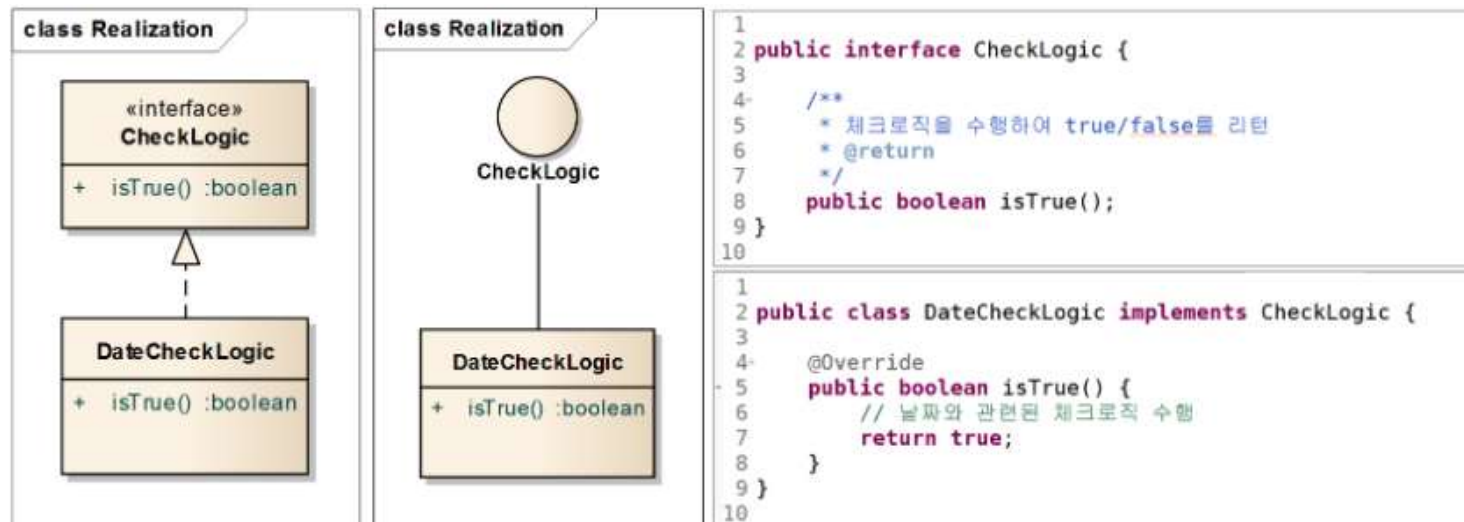 class Realization
«interface»
CheckLogic
+ isTrue() :boolean
DateCheckLogic
+ isTrue() :boolean
class Realization
CheckLogic
DateCheckLogic
+ isTrue() :boolean
1
2 public interface CheckLogic {
3
4 /**
5 * 체크로직을 수행하여 true/false를 리턴
6 * @return
7 */
8 public boolean isTrue();
9 }
10
1
2 public class DateCheckLogic implements CheckLogic {
3
4 @Override
5 public boolean isTrue() {
6 // 날짜와 관련된 체크로직 수행
7 return true;
8 }
9 }
10